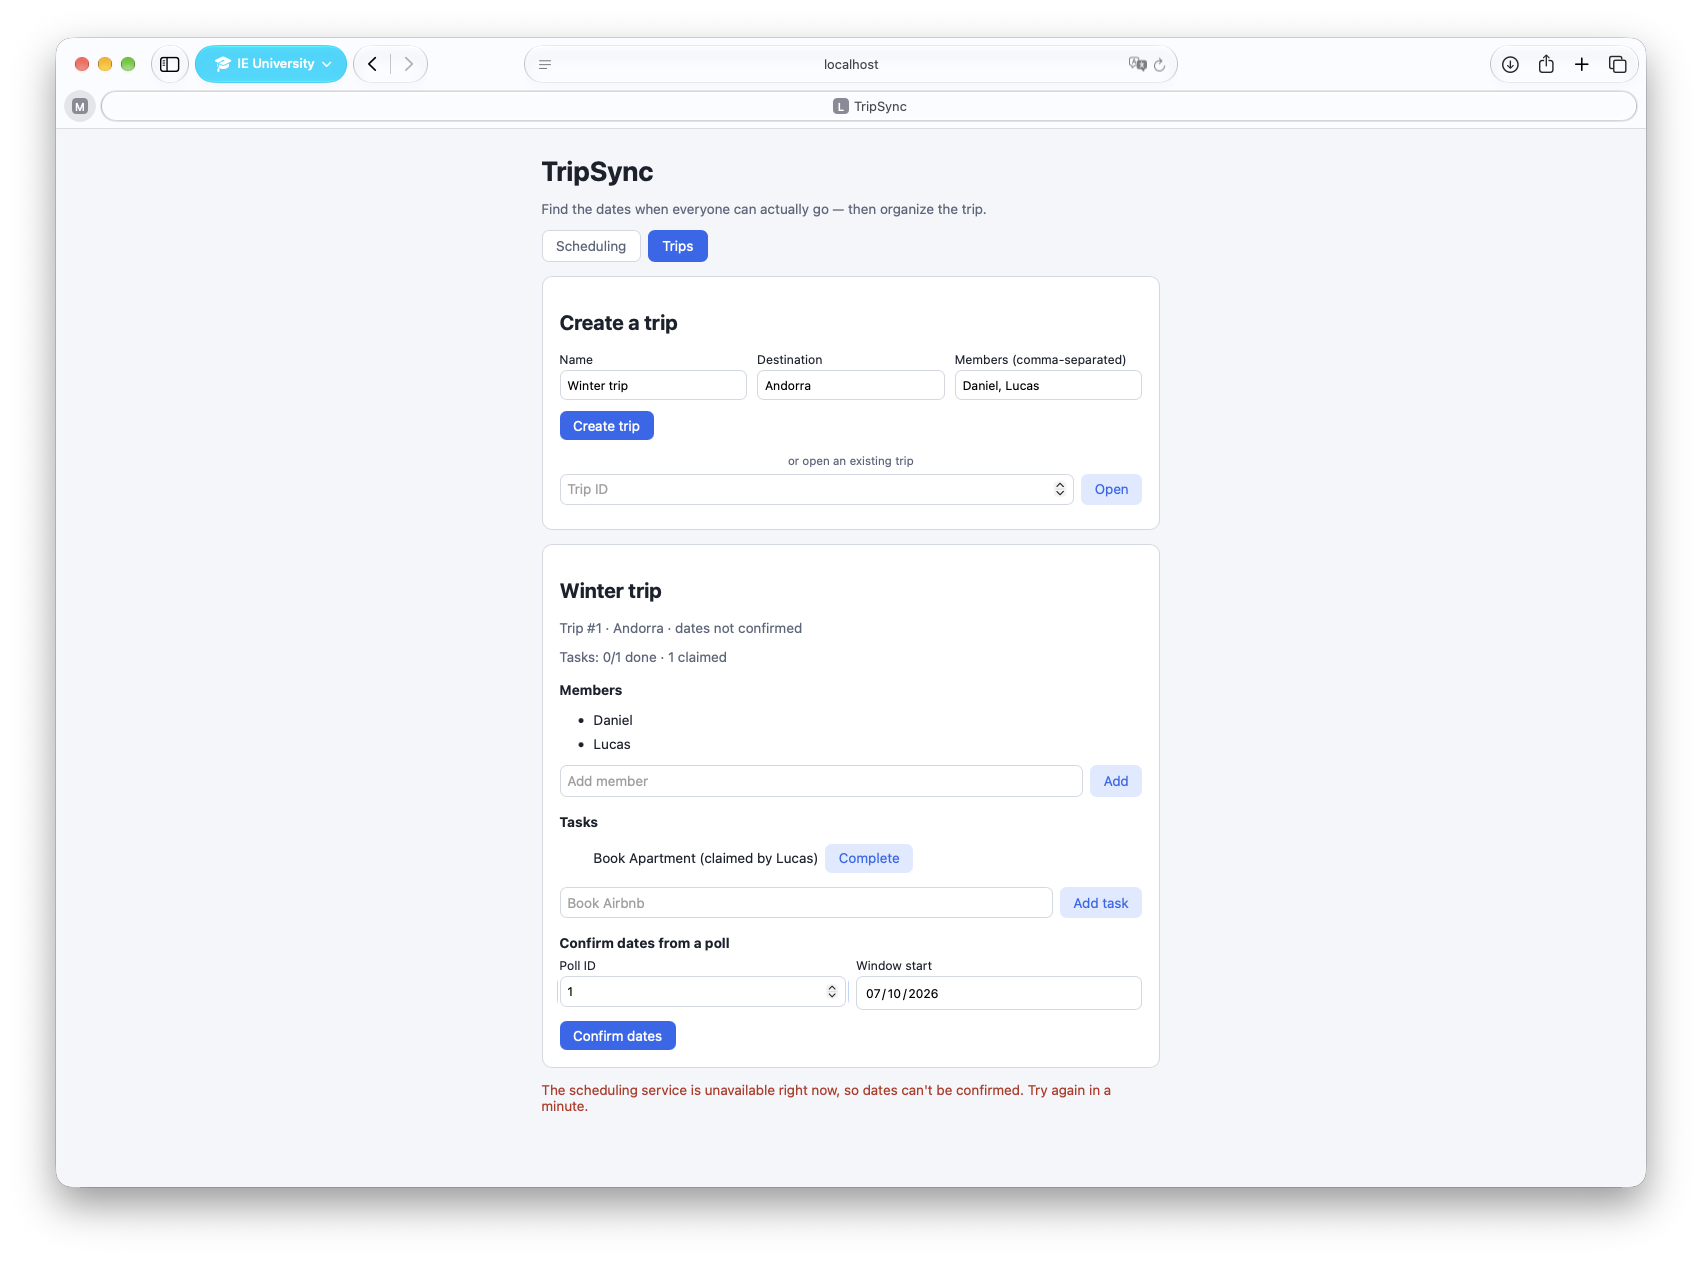 IE University
localhost
M
L TripSync
TripSync
Find the dates when everyone can actually go — then organize the trip.
Scheduling Trips
Create a trip
Name Destination Members (comma-separated)
Winter trip Andorra Daniel, Lucas
Create trip
or open an existing trip
Trip ID Open
Winter trip
Trip #1 · Andorra · dates not confirmed
Tasks: 0/1 done · 1 claimed
Members
• Daniel
• Lucas
Add member Add
Tasks
Book Apartment (claimed by Lucas) Complete
Book Airbnb Add task
Confirm dates from a poll
Poll ID Window start
1 07/10/2026
Confirm dates
The scheduling service is unavailable right now, so dates can't be confirmed. Try again in a
minute.